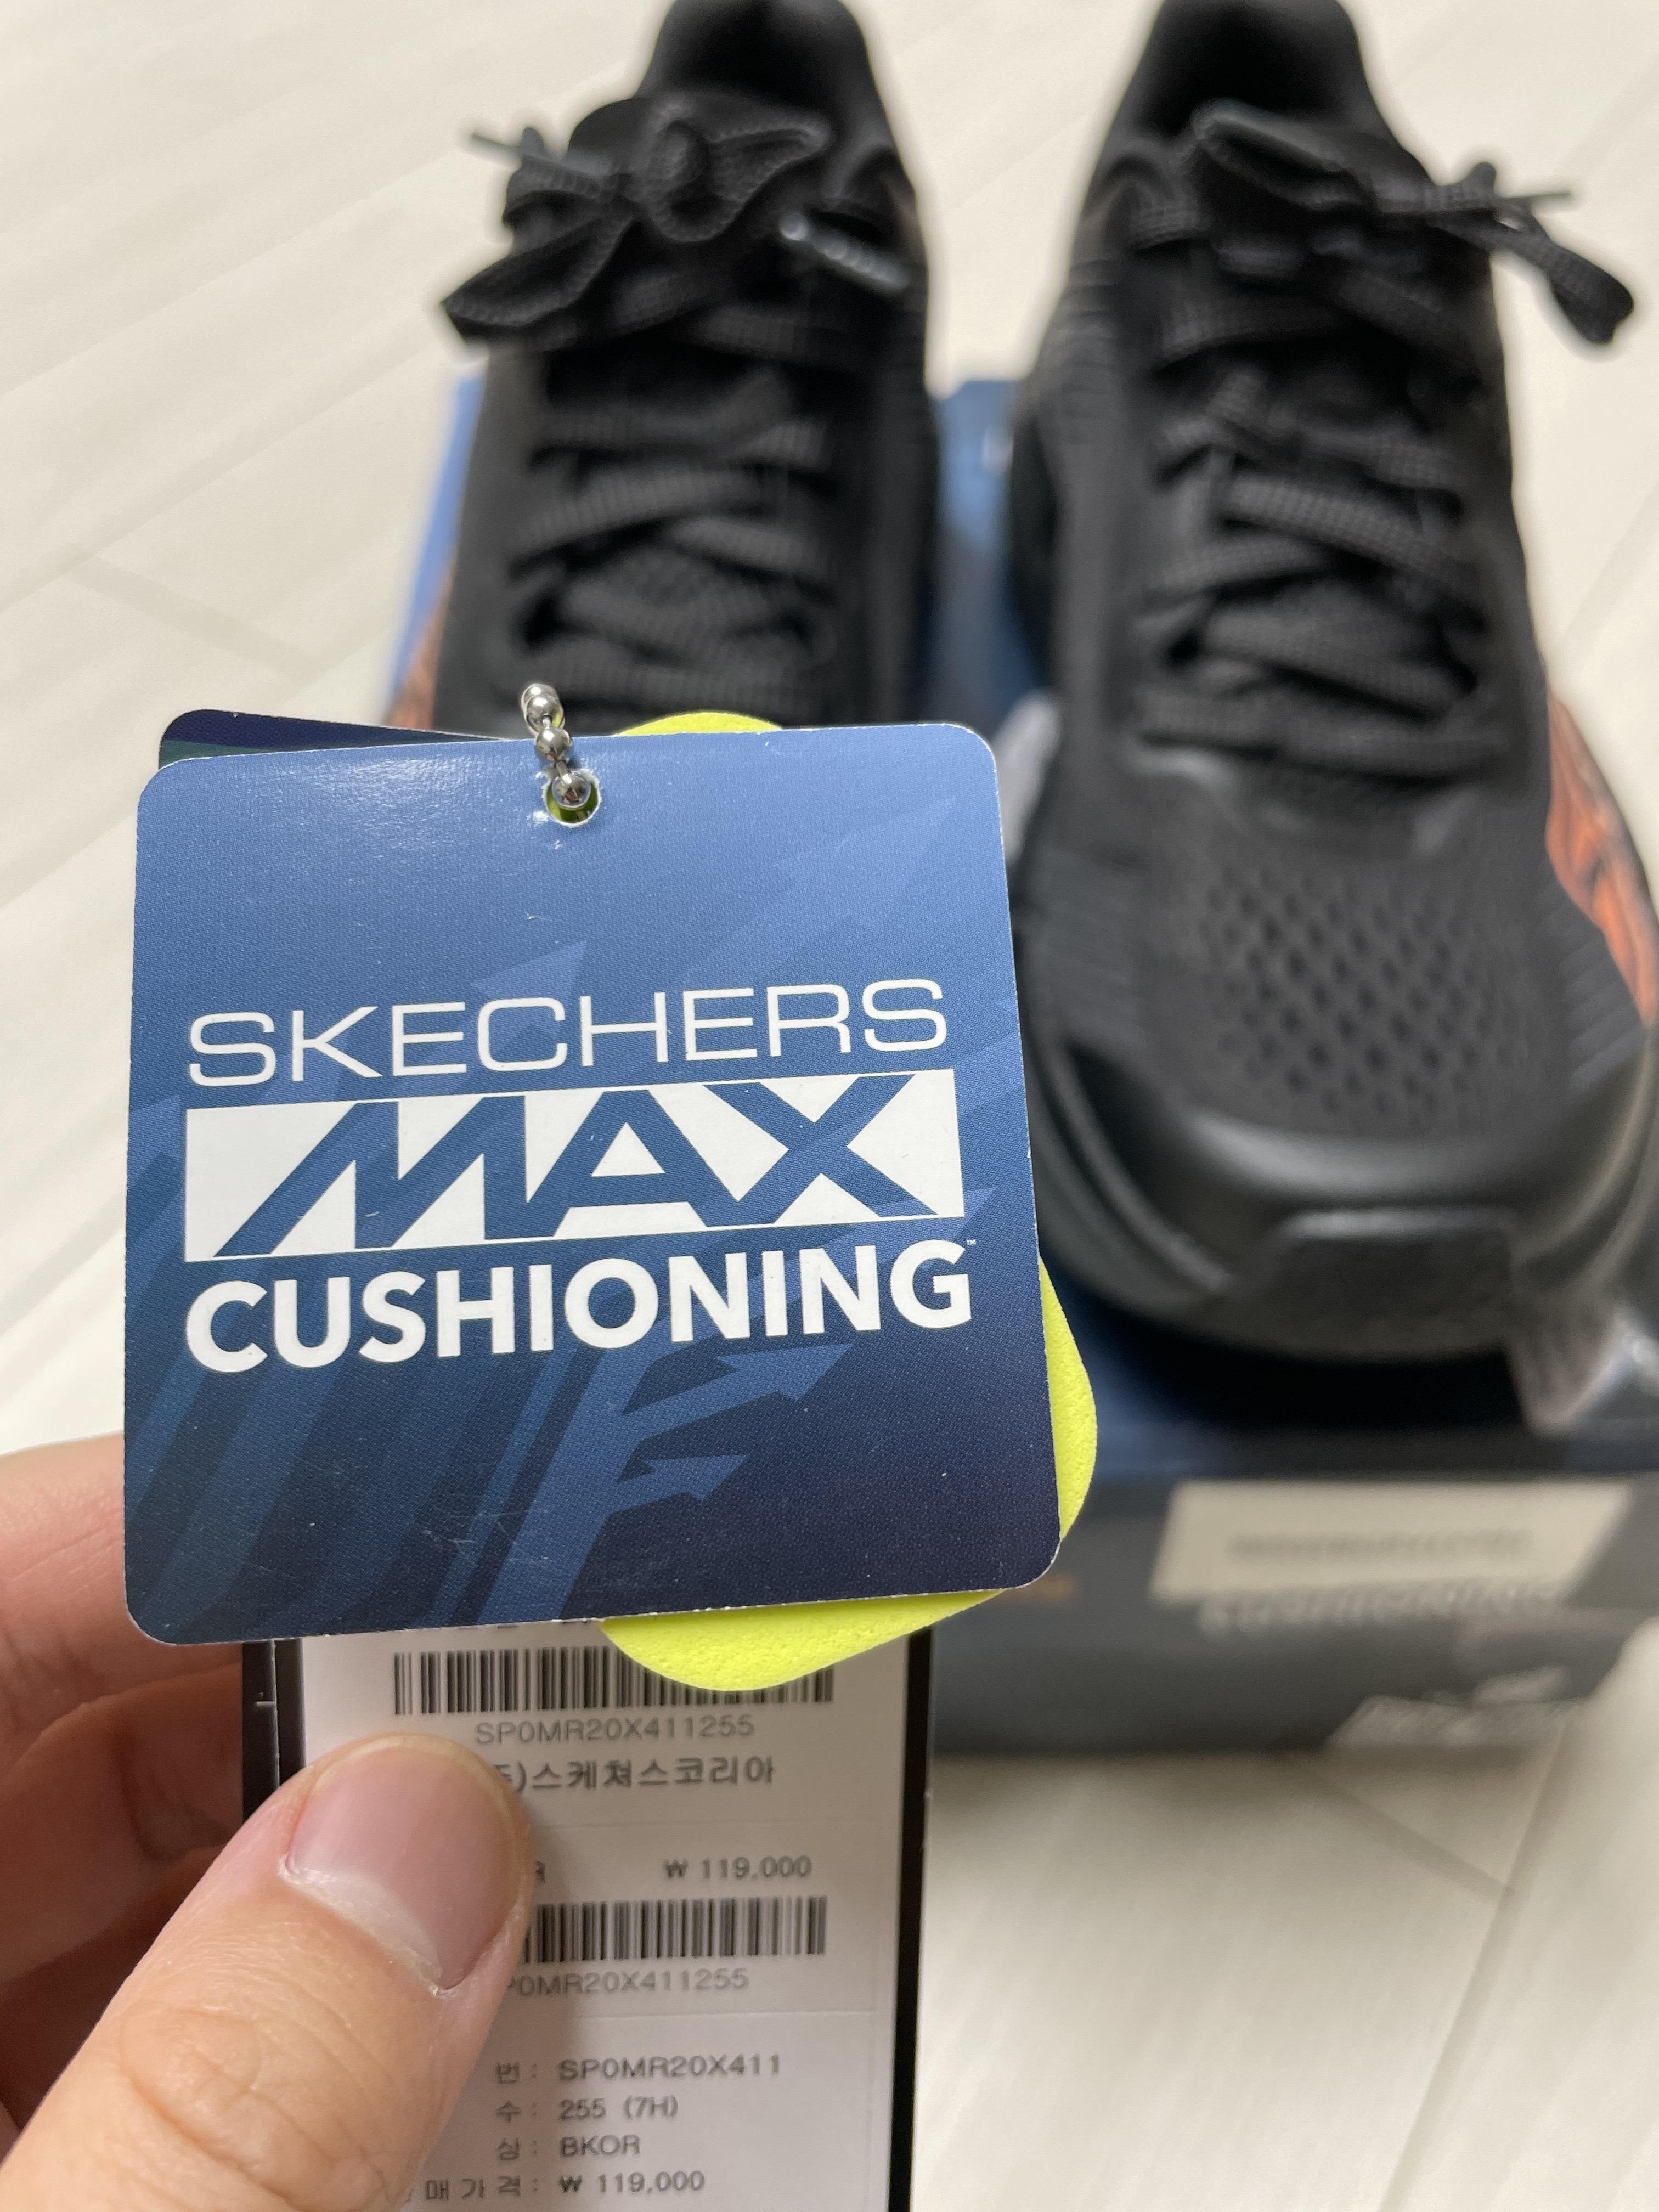 SKECHERS
MAX
CUSHIONING™
SP0MR20X411255
)스케쳐스코리아
R ₩ 119,000
P0MR20X411255
번 : SP0MR20X411
수 : 255 (7H)
상 : BKOR
매 가 격 : ₩ 119,000
CUSHIONING